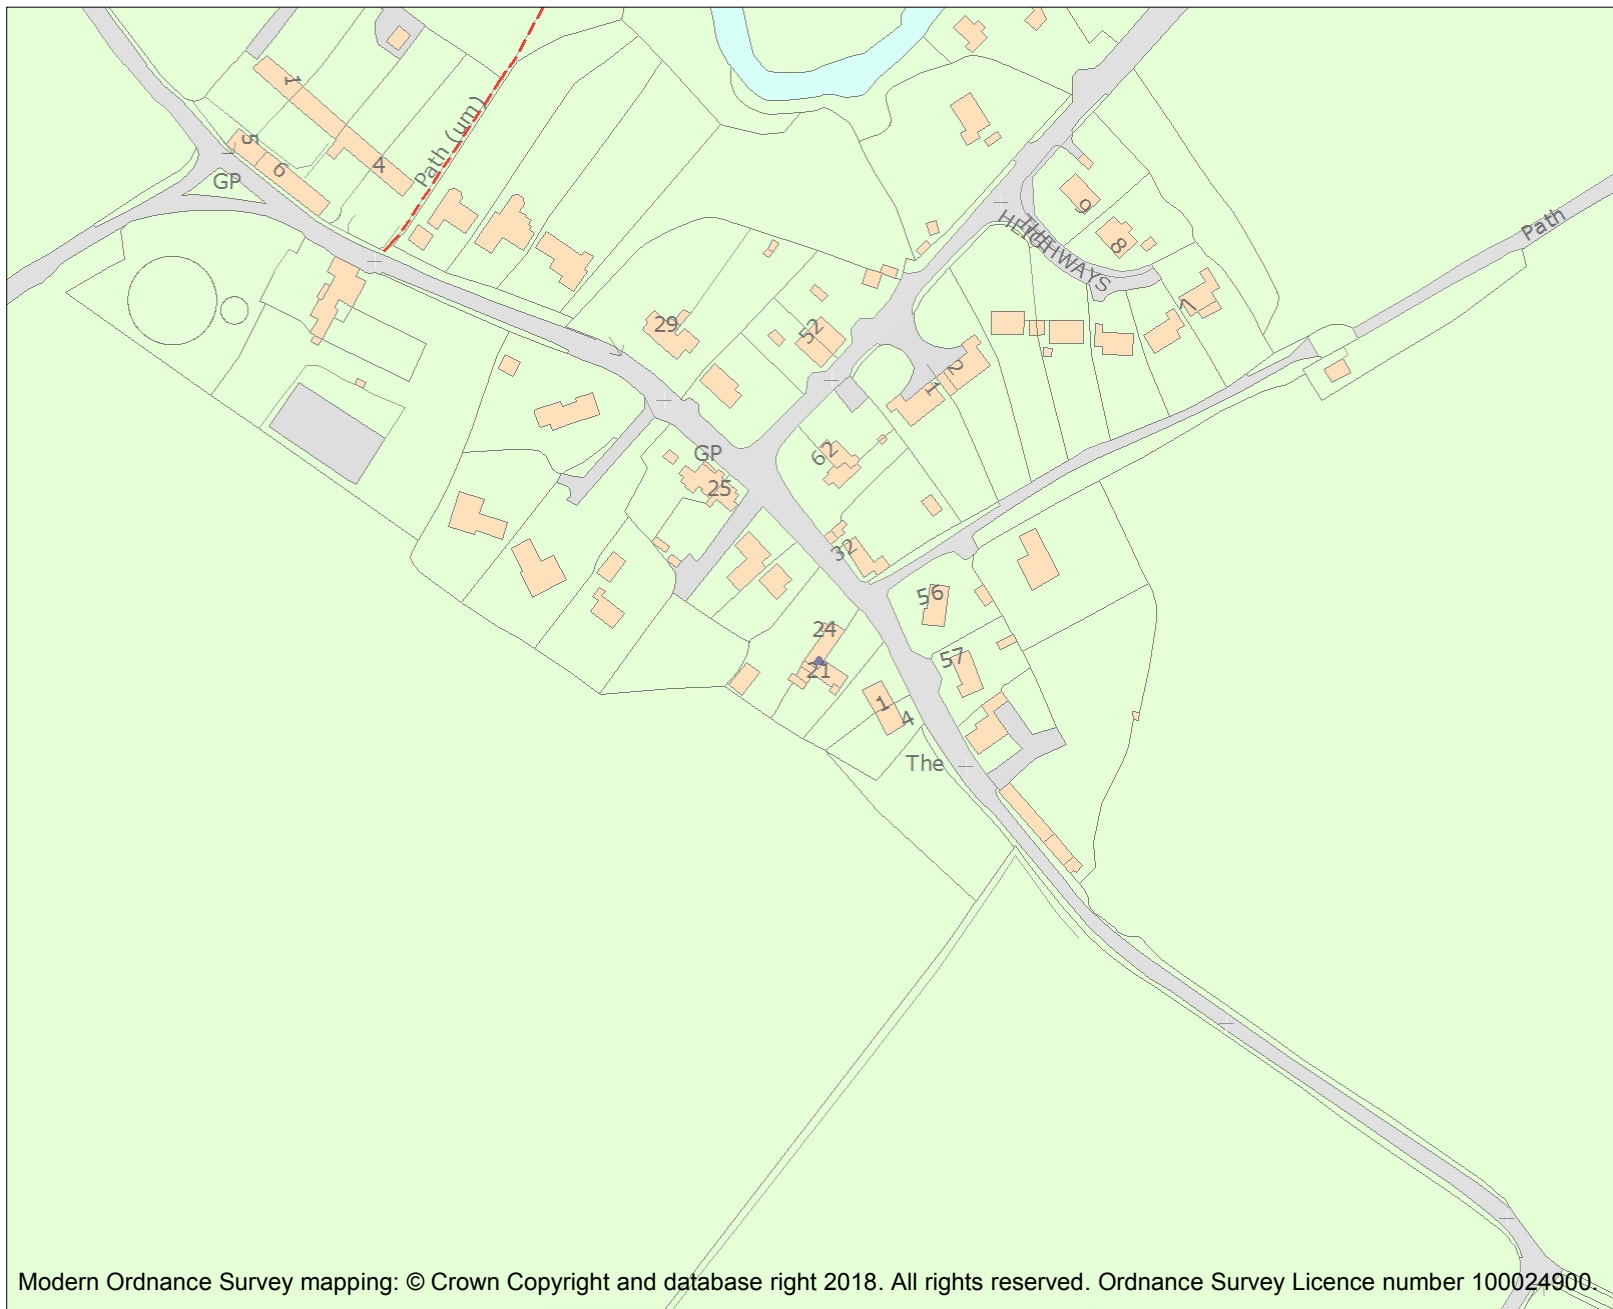 1
5
6
4
Path (um)
GP
9
8
HEIGHWAYS
Path
1
29
52
2
1
GP
62
25
32
56
24
57
21
1
4
The
Modern Ordnance Survey mapping: © Crown Copyright and database right 2018. All rights reserved. Ordnance Survey Licence number 100024900.